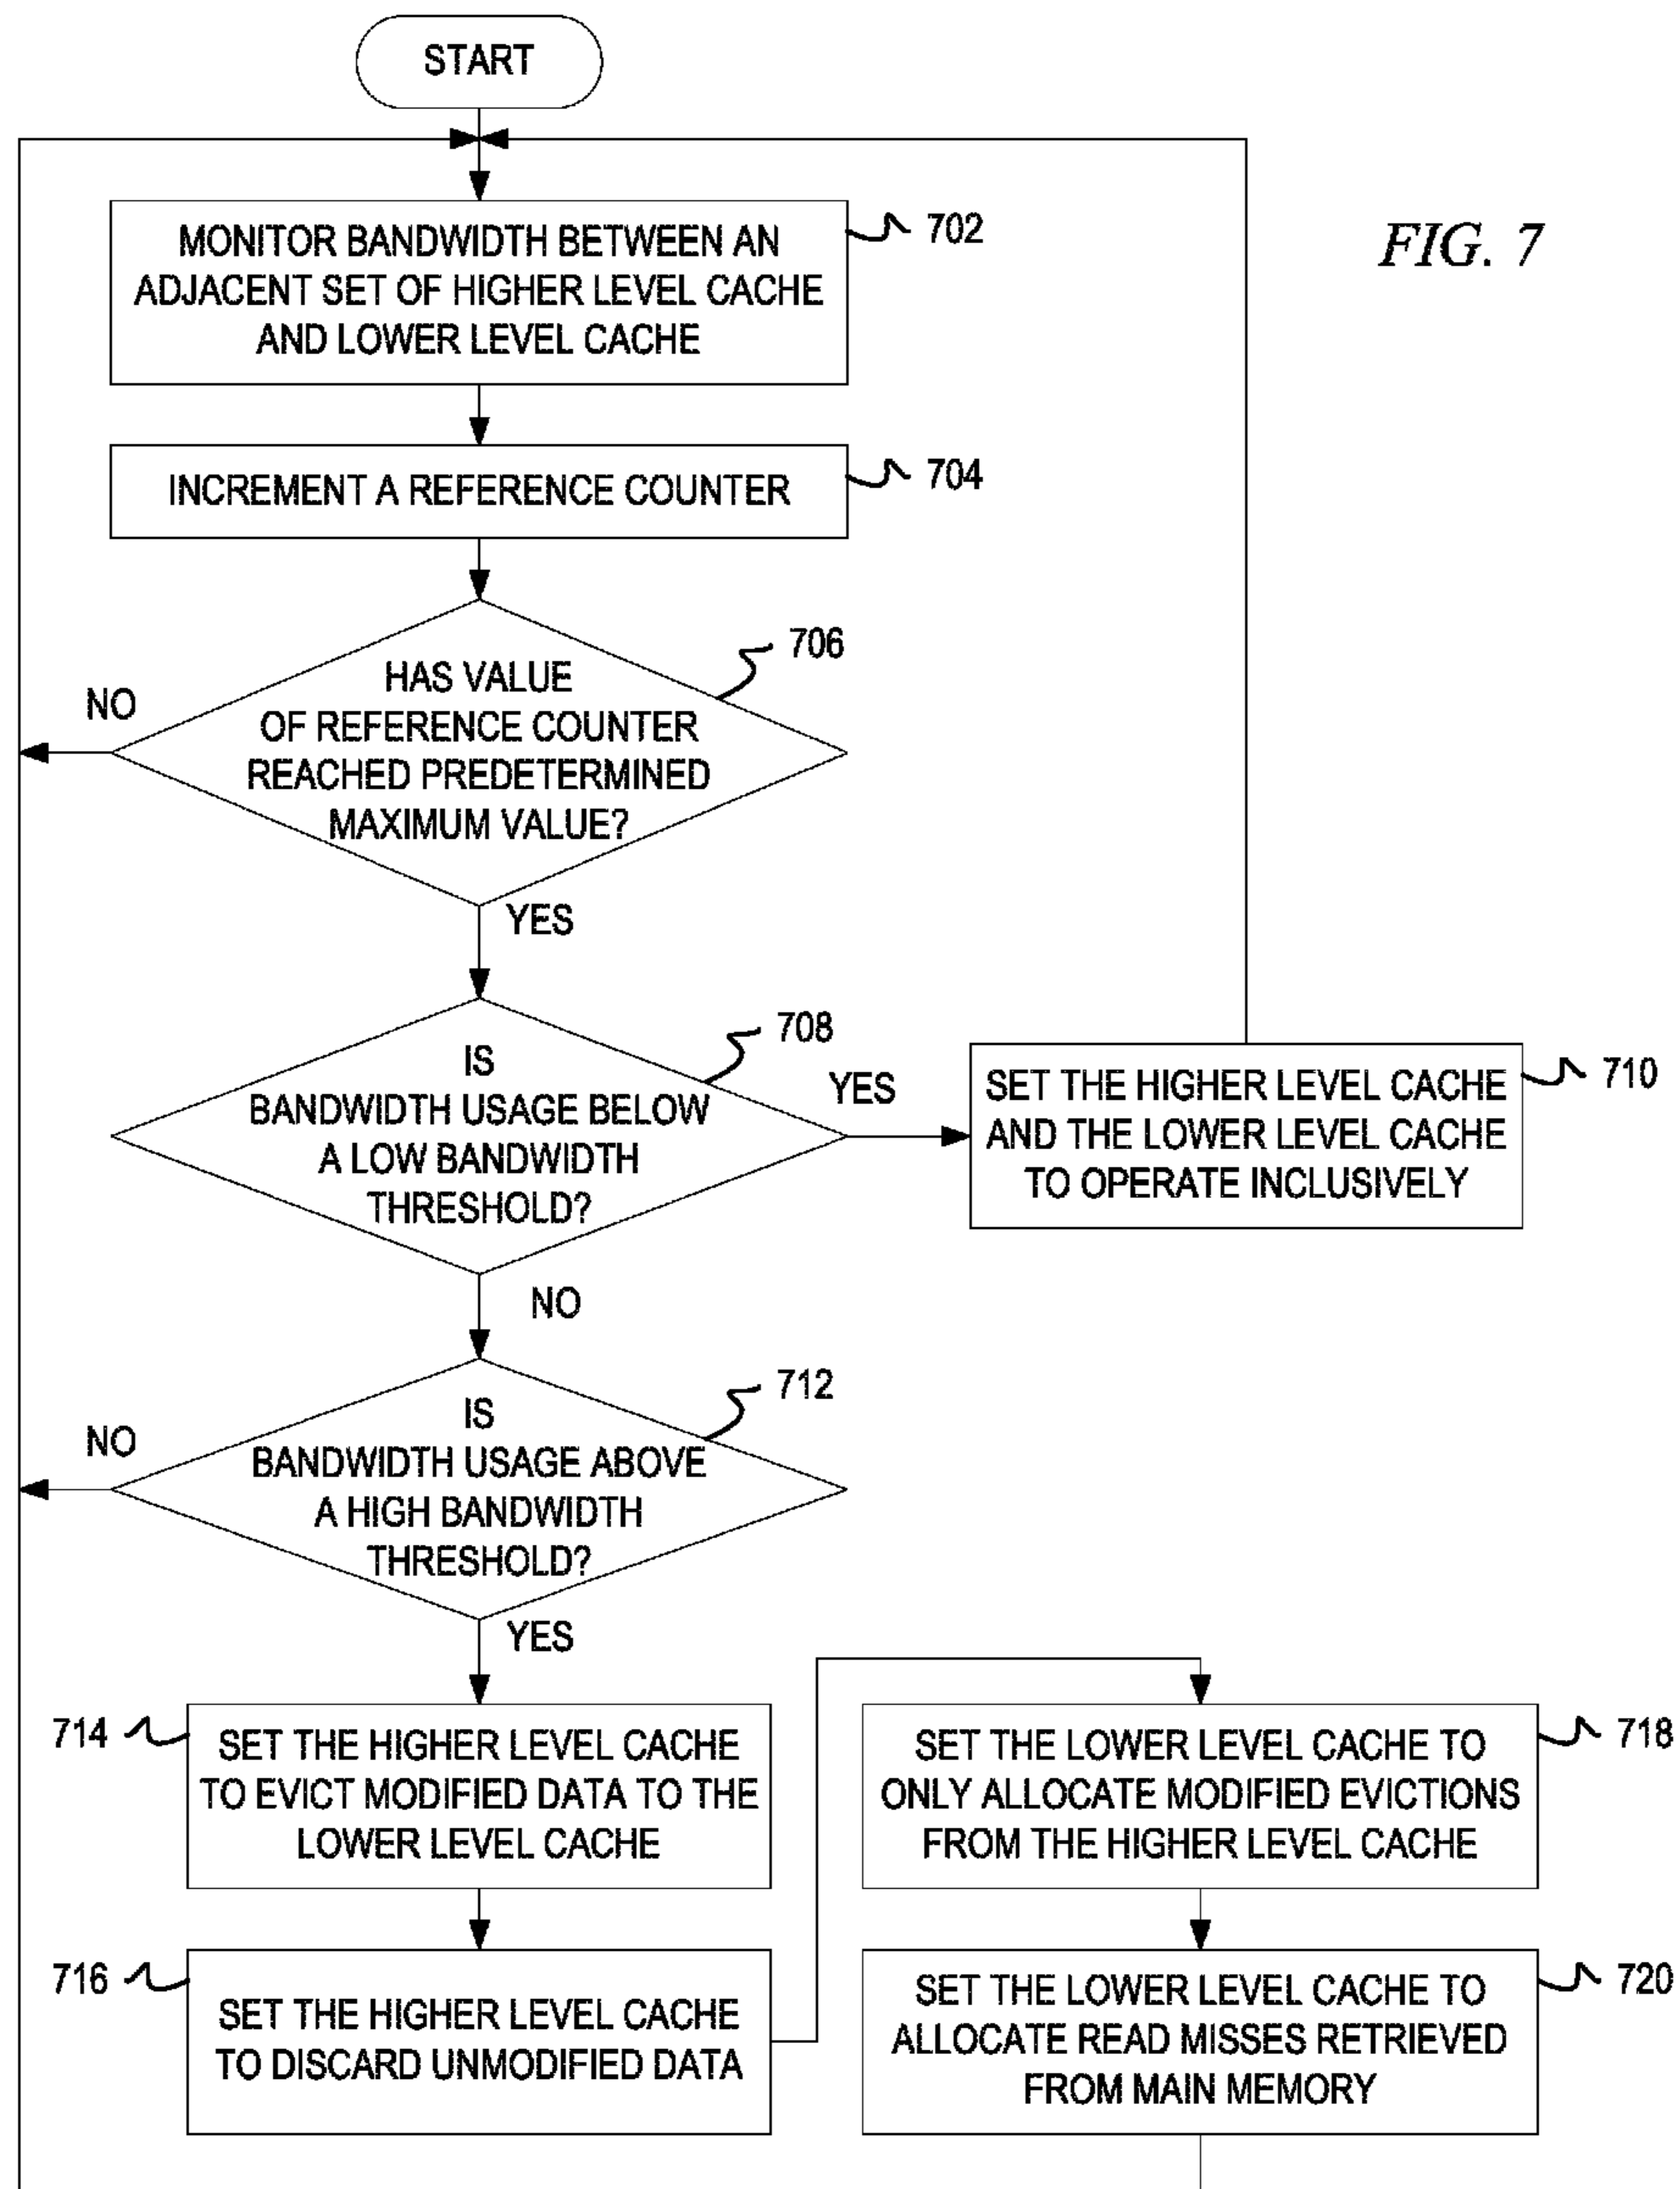 START
FIG. 7
MONITOR BANDWIDTH BETWEEN AN
ADJACENT SET OF HIGHER LEVEL CACHE
AND LOWER LEVEL CACHE
702
INCREMENT A REFERENCE COUNTER
704
HAS VALUE
OF REFERENCE COUNTER
REACHED PREDETERMINED
MAXIMUM VALUE?
706
NO
YES
IS
BANDWIDTH USAGE BELOW
A LOW BANDWIDTH
THRESHOLD?
708
YES
SET THE HIGHER LEVEL CACHE
AND THE LOWER LEVEL CACHE
TO OPERATE INCLUSIVELY
710
NO
IS
BANDWIDTH USAGE ABOVE
A HIGH BANDWIDTH
THRESHOLD?
712
NO
YES
714
SET THE HIGHER LEVEL CACHE
TO EVICT MODIFIED DATA TO THE
LOWER LEVEL CACHE
716
SET THE HIGHER LEVEL CACHE
TO DISCARD UNMODIFIED DATA
SET THE LOWER LEVEL CACHE TO
ONLY ALLOCATE MODIFIED EVICTIONS
FROM THE HIGHER LEVEL CACHE
718
SET THE LOWER LEVEL CACHE TO
ALLOCATE READ MISSES RETRIEVED
FROM MAIN MEMORY
720